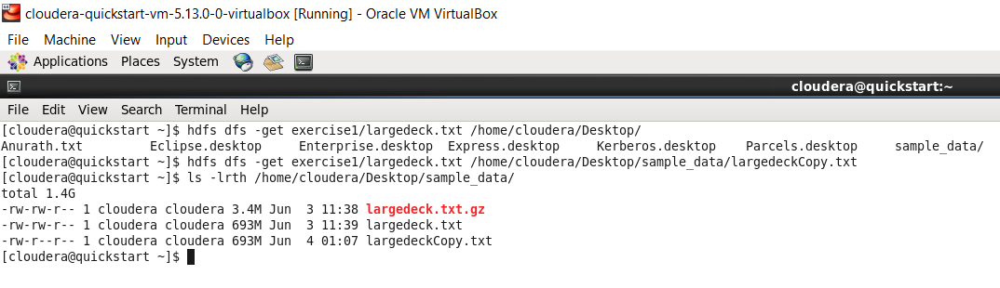 cloudera-quickstart-vm-5.13.0-0-virtualbox [Running] - Oracle VM VirtualBox
File Machine View Input Devices Help
Applications Places System
cloudera@quickstart:~
File Edit View Search Terminal Help
[cloudera@quickstart ~]$ hdfs dfs -get exercise1/largedeck.txt /home/cloudera/Desktop/
Anurath.txt Eclipse.desktop Enterprise.desktop Express.desktop Kerberos.desktop Parcels.desktop sample_data/
[cloudera@quickstart ~]$ hdfs dfs -get exercise1/largedeck.txt /home/cloudera/Desktop/sample_data/largedeckCopy.txt
[cloudera@quickstart ~]$ ls -lrth /home/cloudera/Desktop/sample_data/
total 1.4G
-rw-rw-r-- 1 cloudera cloudera 3.4M Jun  3 11:38 largedeck.txt.gz
-rw-rw-r-- 1 cloudera cloudera 693M Jun  3 11:39 largedeck.txt
-rw-r--r-- 1 cloudera cloudera 693M Jun  4 01:07 largedeckCopy.txt
[cloudera@quickstart ~]$